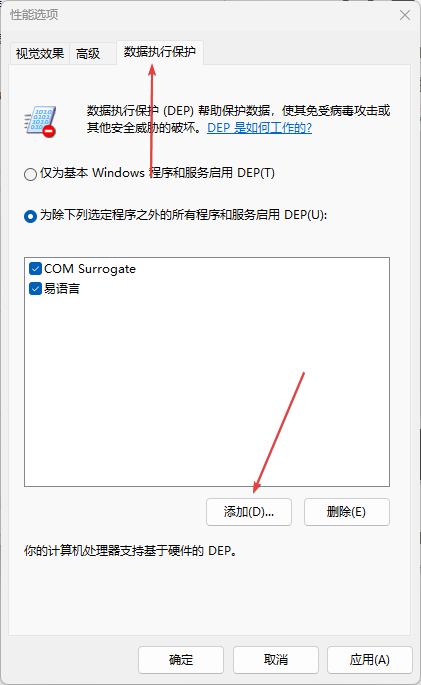 性能选项
视觉效果 高级 数据执行保护
数据执行保护 (DEP) 帮助保护数据，使其免受病毒攻击或
其他安全威胁的破坏。DEP 是如何工作的?
仅为基本 Windows 程序和服务启用 DEP(T)
为除下列选定程序之外的所有程序和服务启用 DEP(U):
COM Surrogate
易语言
添加(D)... 删除(E)
你的计算机处理器支持基于硬件的 DEP。
确定 取消 应用(A)